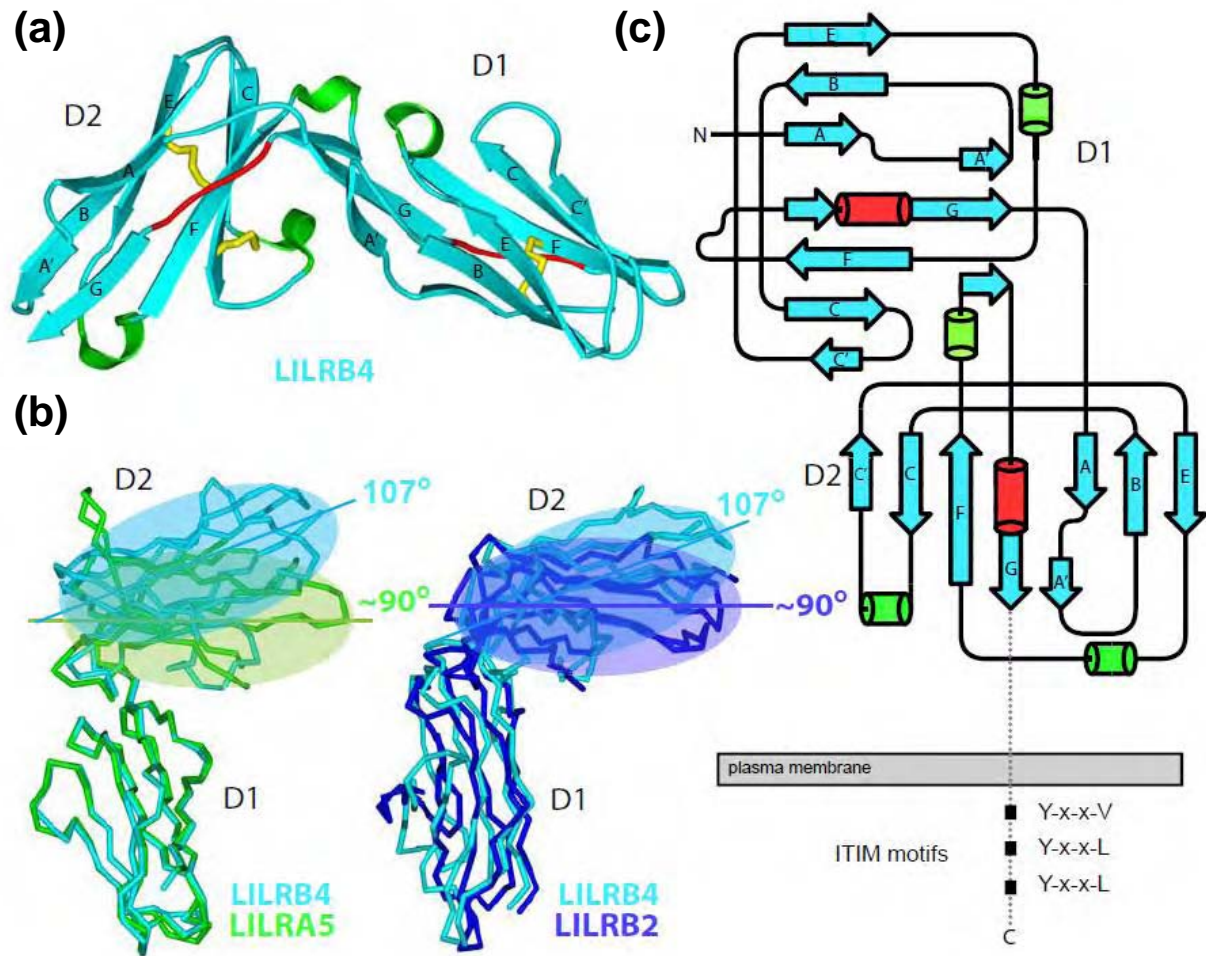 (a)
D2
D1
E
C
A
B
A'
G
F
G
A'
B
E
F
C
C'
LILRB4
(b)
D2
107°
~90°
D1
LILRB4
LILRA5
D2
107°
~90°
D1
LILRB4
LILRB2
(c)
E
B
N
A
A'
D1
G
F
C
C'
D2
C'
C
F
G
A
A'
B
E
plasma membrane
ITIM motifs
Y-x-x-V
Y-x-x-L
Y-x-x-L
C